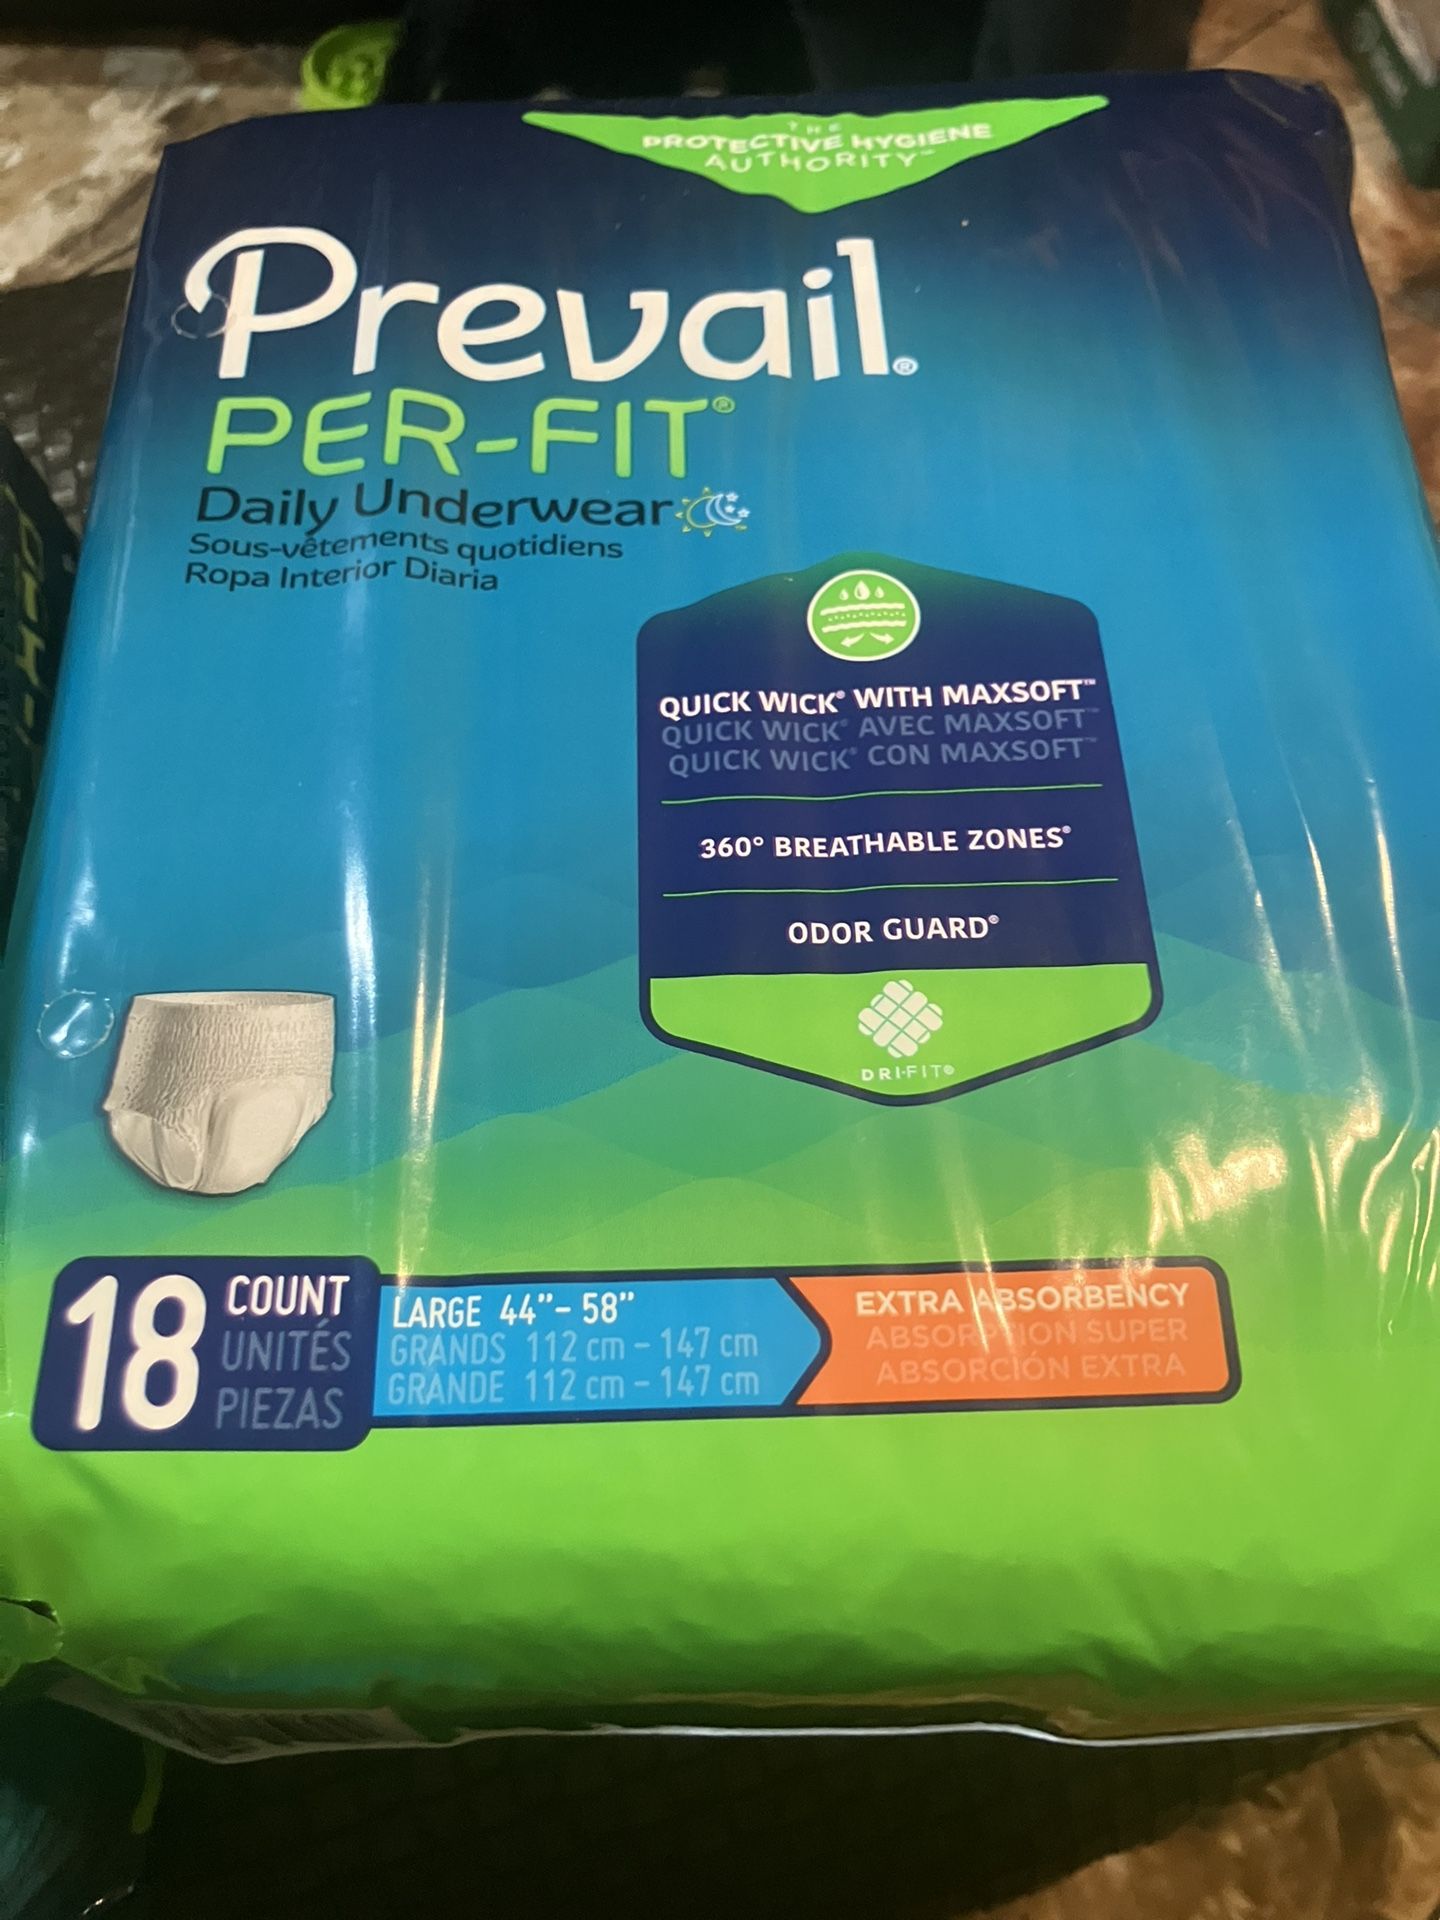 THE
PROTECTIVE HYGIENE
AUTHORITY™
Prevail®
PER-FIT®
Daily Underwear
Sous-vêtements quotidiens
Ropa Interior Diaria
QUICK WICK® WITH MAXSOFT™
QUICK WICK® AVEC MAXSOFT™
QUICK WICK® CON MAXSOFT™
360° BREATHABLE ZONES®
ODOR GUARD®
DRI-FIT®
18 COUNT
UNITÉS
PIEZAS
LARGE 44”- 58”
GRANDS 112 cm – 147 cm
GRANDE 112 cm – 147 cm
EXTRA ABSORBENCY
ABSORPTION SUPER
ABSORCIÓN EXTRA